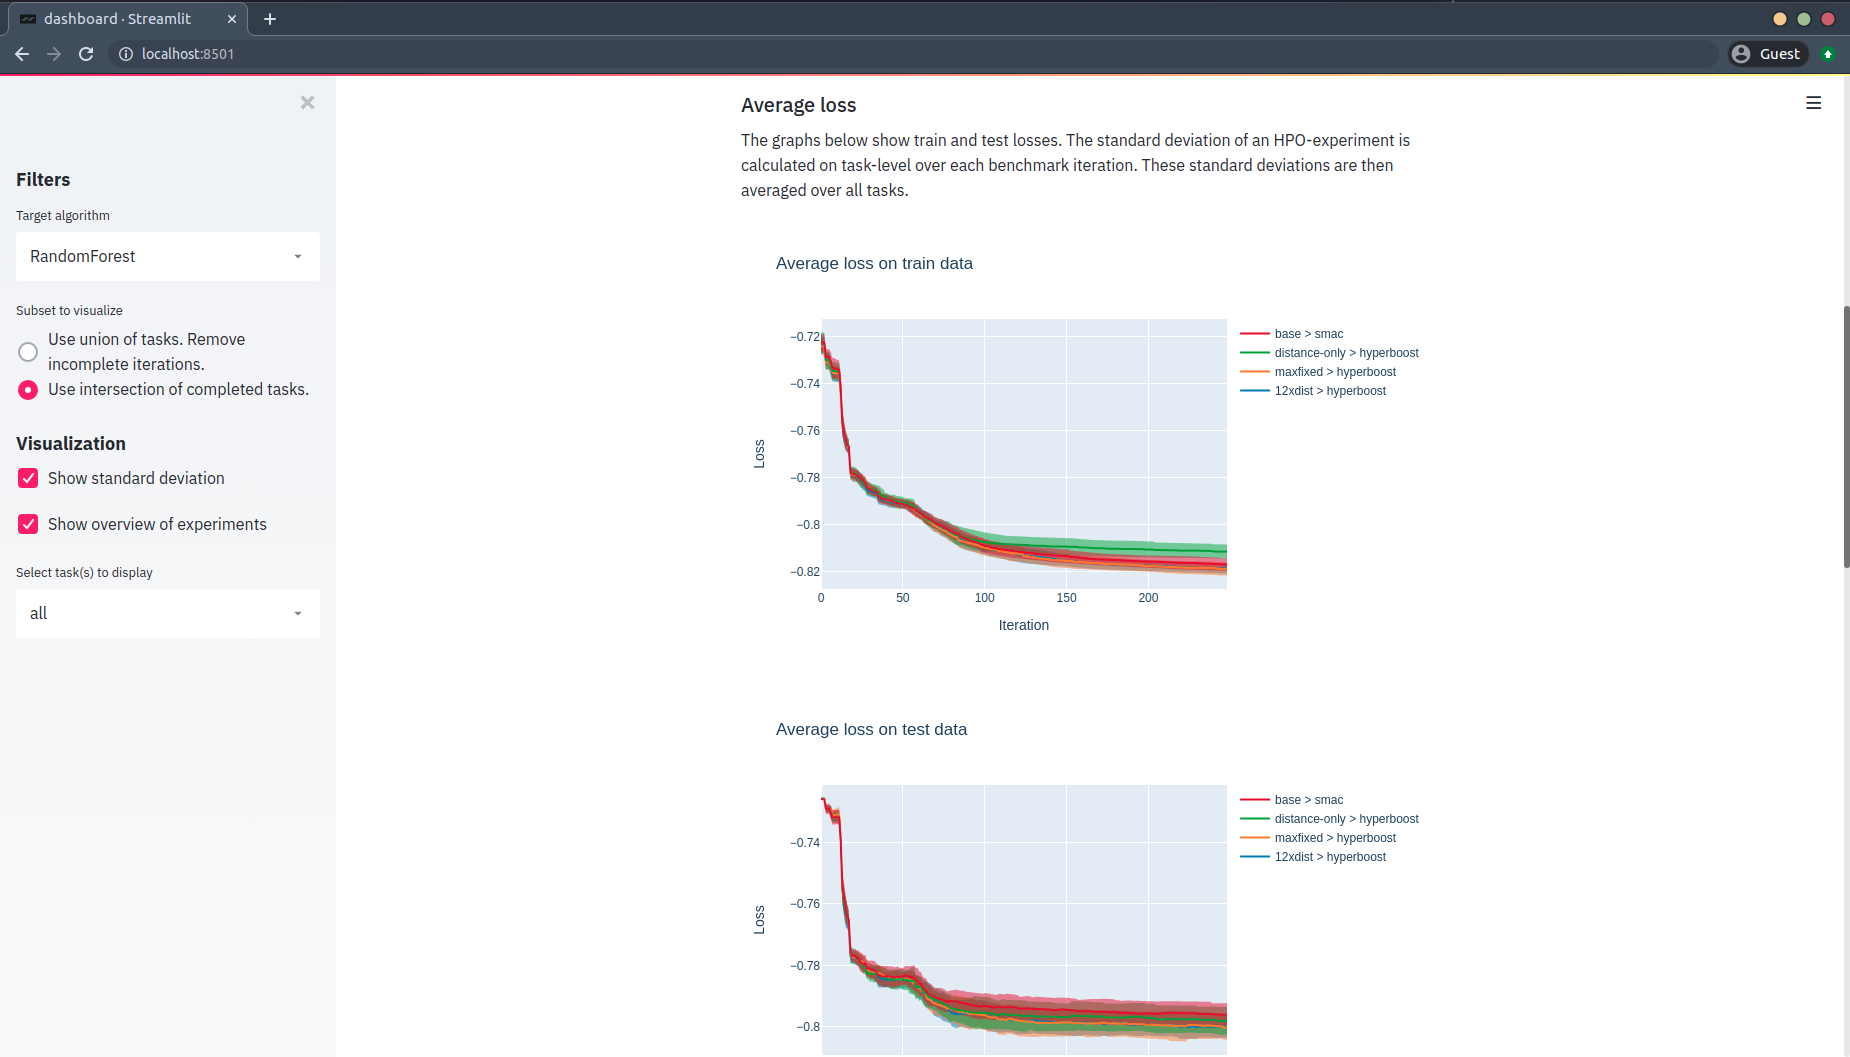 dashboard · Streamlit
localhost:8501
Guest
Filters
Target algorithm
RandomForest
Subset to visualize
Use union of tasks. Remove
incomplete iterations.
Use intersection of completed tasks.
Visualization
Show standard deviation
Show overview of experiments
Select task(s) to display
all
Average loss
The graphs below show train and test losses. The standard deviation of an HPO-experiment is
calculated on task-level over each benchmark iteration. These standard deviations are then
averaged over all tasks.
Average loss on train data
−0.72
−0.74
−0.76
−0.78
−0.8
−0.82
Loss
0 50 100 150 200
Iteration
base > smac
distance-only > hyperboost
maxfixed > hyperboost
12xdist > hyperboost
Average loss on test data
−0.74
−0.76
−0.78
−0.8
Loss
base > smac
distance-only > hyperboost
maxfixed > hyperboost
12xdist > hyperboost